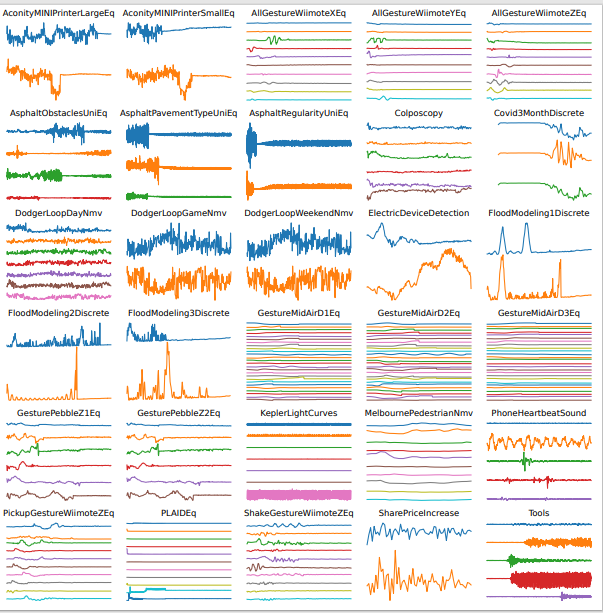 AconityMINIPrinterLargeEq AconityMINIPrinterSmallEq AllGestureWiimoteXEq AllGestureWiimoteYEq AllGestureWiimoteZEq
AsphaltObstaclesUniEq AsphaltPavementTypeUniEq AsphaltRegularityUniEq Colposcopy Covid3MonthDiscrete
DodgerLoopDayNmv DodgerLoopGameNmv DodgerLoopWeekendNmv ElectricDeviceDetection FloodModeling1Discrete
FloodModeling2Discrete FloodModeling3Discrete GestureMidAirD1Eq GestureMidAirD2Eq GestureMidAirD3Eq
GesturePebbleZ1Eq GesturePebbleZ2Eq KeplerLightCurves MelbournePedestrianNmv PhoneHeartbeatSound
PickupGestureWiimoteZEq PLAIDEq ShakeGestureWiimoteZEq SharePriceIncrease Tools